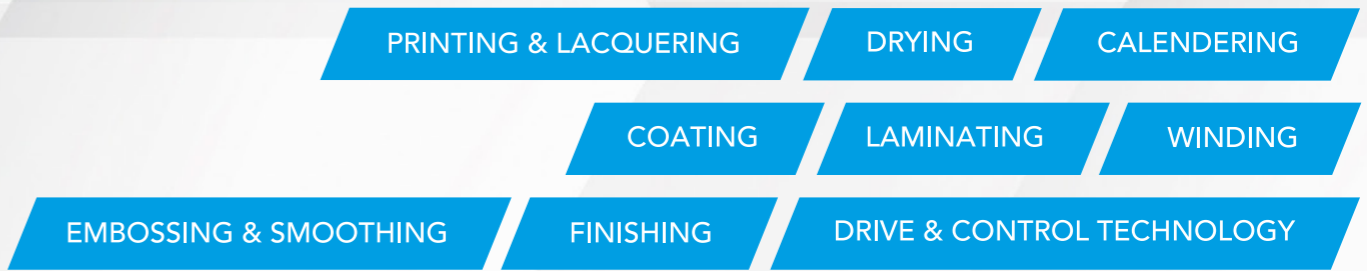 PRINTING & LACQUERING
DRYING
CALENDERING
COATING
LAMINATING
WINDING
EMBOSSING & SMOOTHING
FINISHING
DRIVE & CONTROL TECHNOLOGY